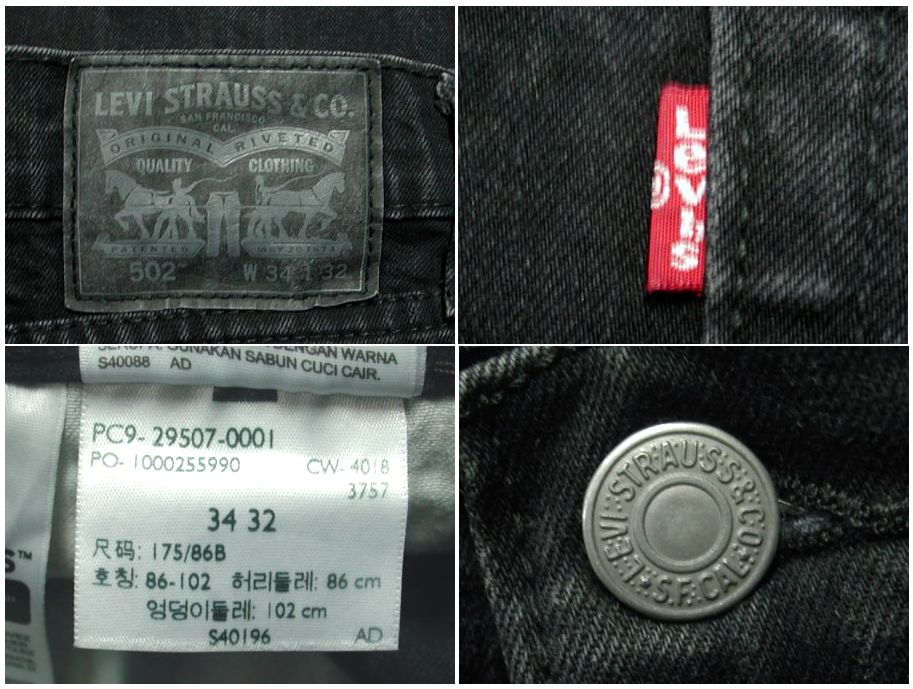 LEVI STRAUSS & CO.
SAN FRANCISCO
CAL.
ORIGINAL RIVETED
QUALITY CLOTHING
PATENTED MAY 20 1873
502 W 34 L 32
LEVI'S
®
GUNAKAN SABUN DENGAN WARNA
S40088 AD SABUN CUCI CAIR.
PC9- 29507-0001
PO- 1000255990 CW- 4018
3757
34 32
尺码: 175/86B
호칭: 86-102 허리둘레: 86 cm
엉덩이둘레: 102 cm
S40196 AD
LEVI STRAUSS & CO
S.F. CAL